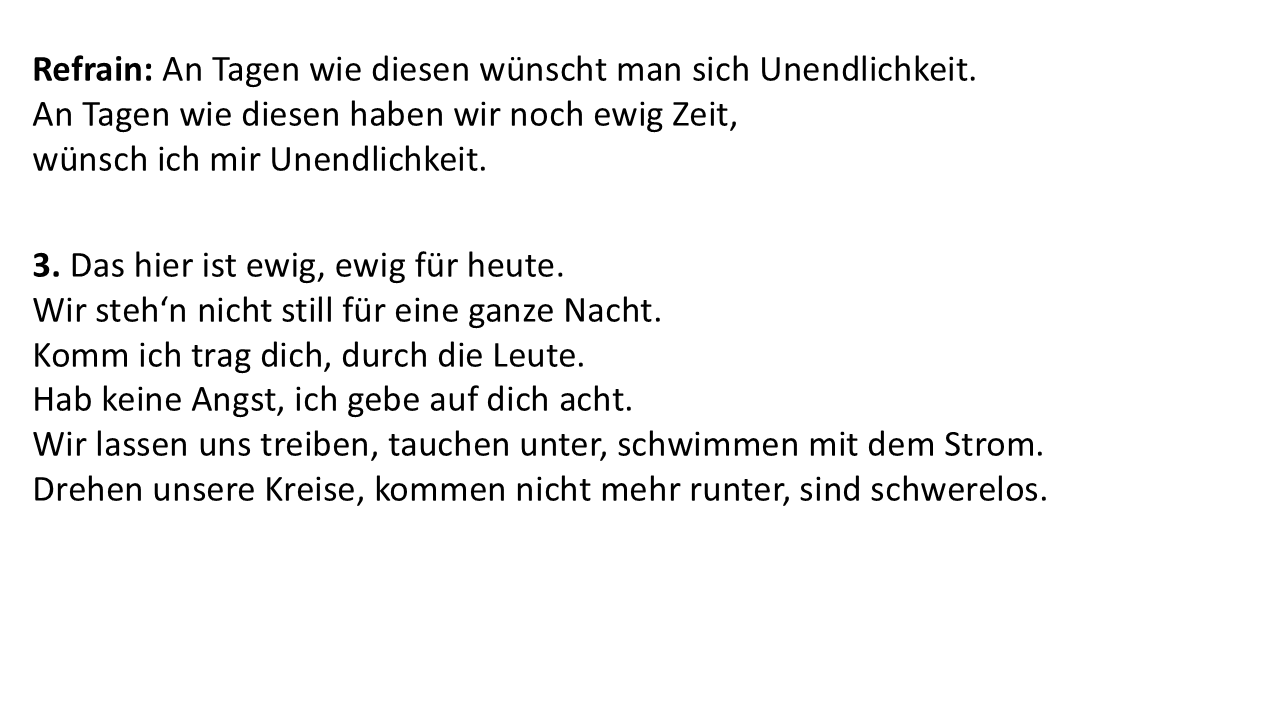 Refrain: An Tagen wie diesen wünscht man sich Unendlichkeit.
An Tagen wie diesen haben wir noch ewig Zeit,
wünsch ich mir Unendlichkeit.
3. Das hier ist ewig, ewig für heute.
Wir steh‘n nicht still für eine ganze Nacht.
Komm ich trag dich, durch die Leute.
Hab keine Angst, ich gebe auf dich acht.
Wir lassen uns treiben, tauchen unter, schwimmen mit dem Strom.
Drehen unsere Kreise, kommen nicht mehr runter, sind schwerelos.